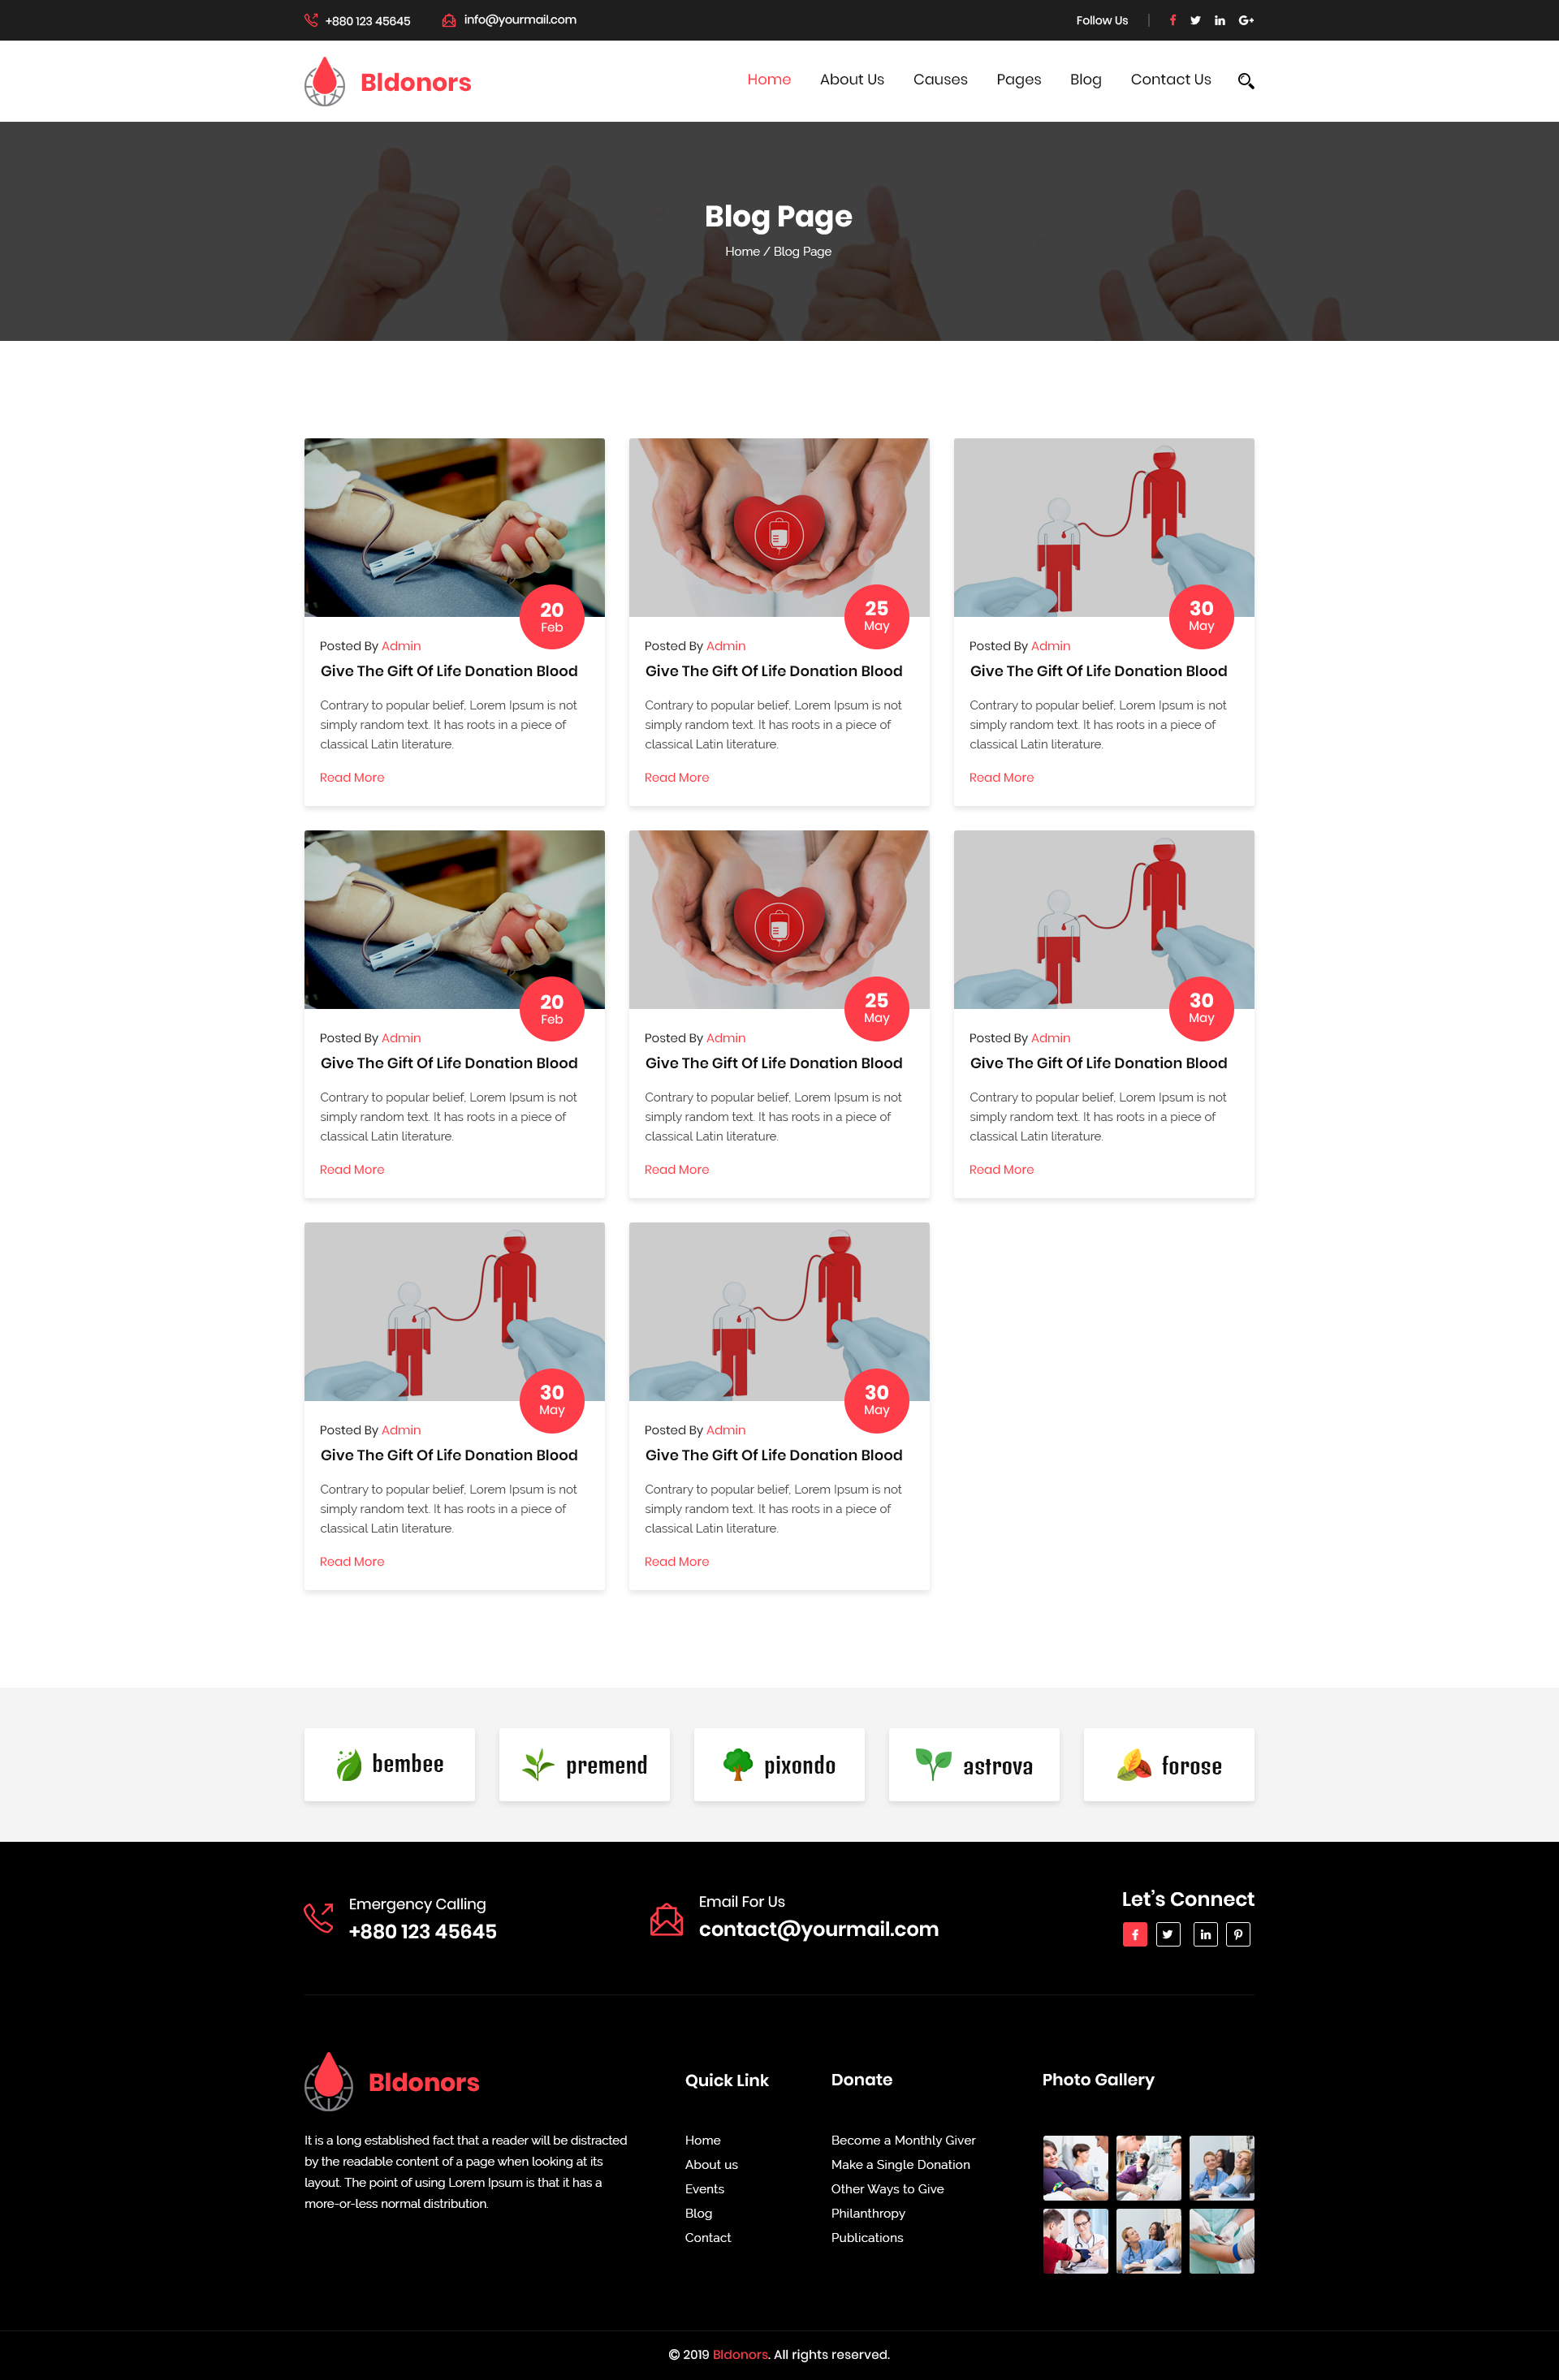 +880 123 45645
info@yourmail.com
Follow Us
Bldonors
Home
About Us
Causes
Pages
Blog
Contact Us
Blog Page
Home / Blog Page
20
Feb
Posted By Admin
Give The Gift Of Life Donation Blood
Contrary to popular belief, Lorem Ipsum is not
simply random text. It has roots in a piece of
classical Latin literature.
Read More
25
May
Posted By Admin
Give The Gift Of Life Donation Blood
Contrary to popular belief, Lorem Ipsum is not
simply random text. It has roots in a piece of
classical Latin literature.
Read More
30
May
Posted By Admin
Give The Gift Of Life Donation Blood
Contrary to popular belief, Lorem Ipsum is not
simply random text. It has roots in a piece of
classical Latin literature.
Read More
20
Feb
Posted By Admin
Give The Gift Of Life Donation Blood
Contrary to popular belief, Lorem Ipsum is not
simply random text. It has roots in a piece of
classical Latin literature.
Read More
25
May
Posted By Admin
Give The Gift Of Life Donation Blood
Contrary to popular belief, Lorem Ipsum is not
simply random text. It has roots in a piece of
classical Latin literature.
Read More
30
May
Posted By Admin
Give The Gift Of Life Donation Blood
Contrary to popular belief, Lorem Ipsum is not
simply random text. It has roots in a piece of
classical Latin literature.
Read More
30
May
Posted By Admin
Give The Gift Of Life Donation Blood
Contrary to popular belief, Lorem Ipsum is not
simply random text. It has roots in a piece of
classical Latin literature.
Read More
30
May
Posted By Admin
Give The Gift Of Life Donation Blood
Contrary to popular belief, Lorem Ipsum is not
simply random text. It has roots in a piece of
classical Latin literature.
Read More
bembee
premend
pixondo
astrova
forose
Emergency Calling
+880 123 45645
Email For Us
contact@yourmail.com
Let's Connect
Bldonors
It is a long established fact that a reader will be distracted
by the readable content of a page when looking at its
layout. The point of using Lorem Ipsum is that it has a
more-or-less normal distribution.
Quick Link
Home
About us
Events
Blog
Contact
Donate
Become a Monthly Giver
Make a Single Donation
Other Ways to Give
Philanthropy
Publications
Photo Gallery
© 2019 Bldonors. All rights reserved.